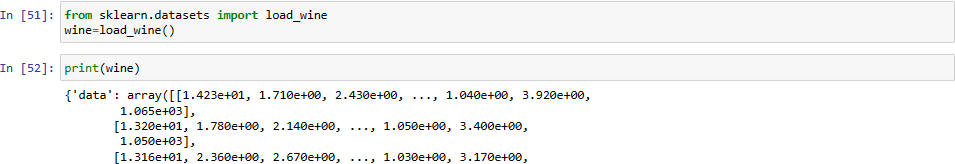 In [51]: from sklearn.datasets import load_wine
wine=load_wine()
In [52]: print(wine)
{'data': array([[1.423e+01, 1.710e+00, 2.430e+00, ..., 1.040e+00, 3.920e+00,
1.065e+03],
[1.320e+01, 1.780e+00, 2.140e+00, ..., 1.050e+00, 3.400e+00,
1.050e+03],
[1.316e+01, 2.360e+00, 2.670e+00, ..., 1.030e+00, 3.170e+00,